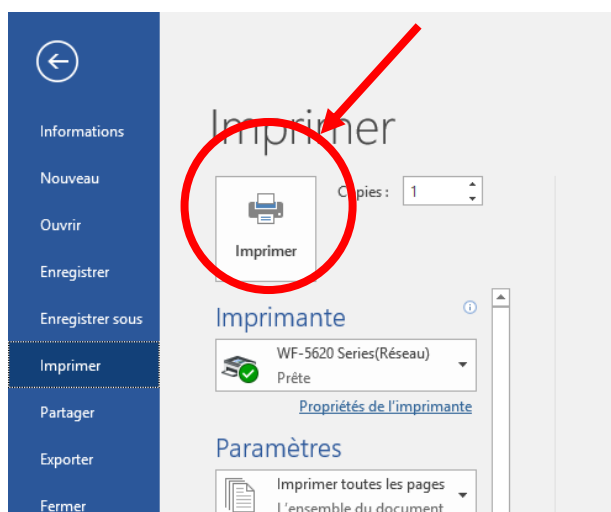 Informations
Nouveau
Ouvrir
Enregistrer
Enregistrer sous
Imprimer
Partager
Exporter
Fermer
Imprimer
Copies : 1
Imprimer
Imprimante
WF-5620 Series(Réseau)
Prête
Propriétés de l'imprimante
Paramètres
Imprimer toutes les pages
L'ensemble du document